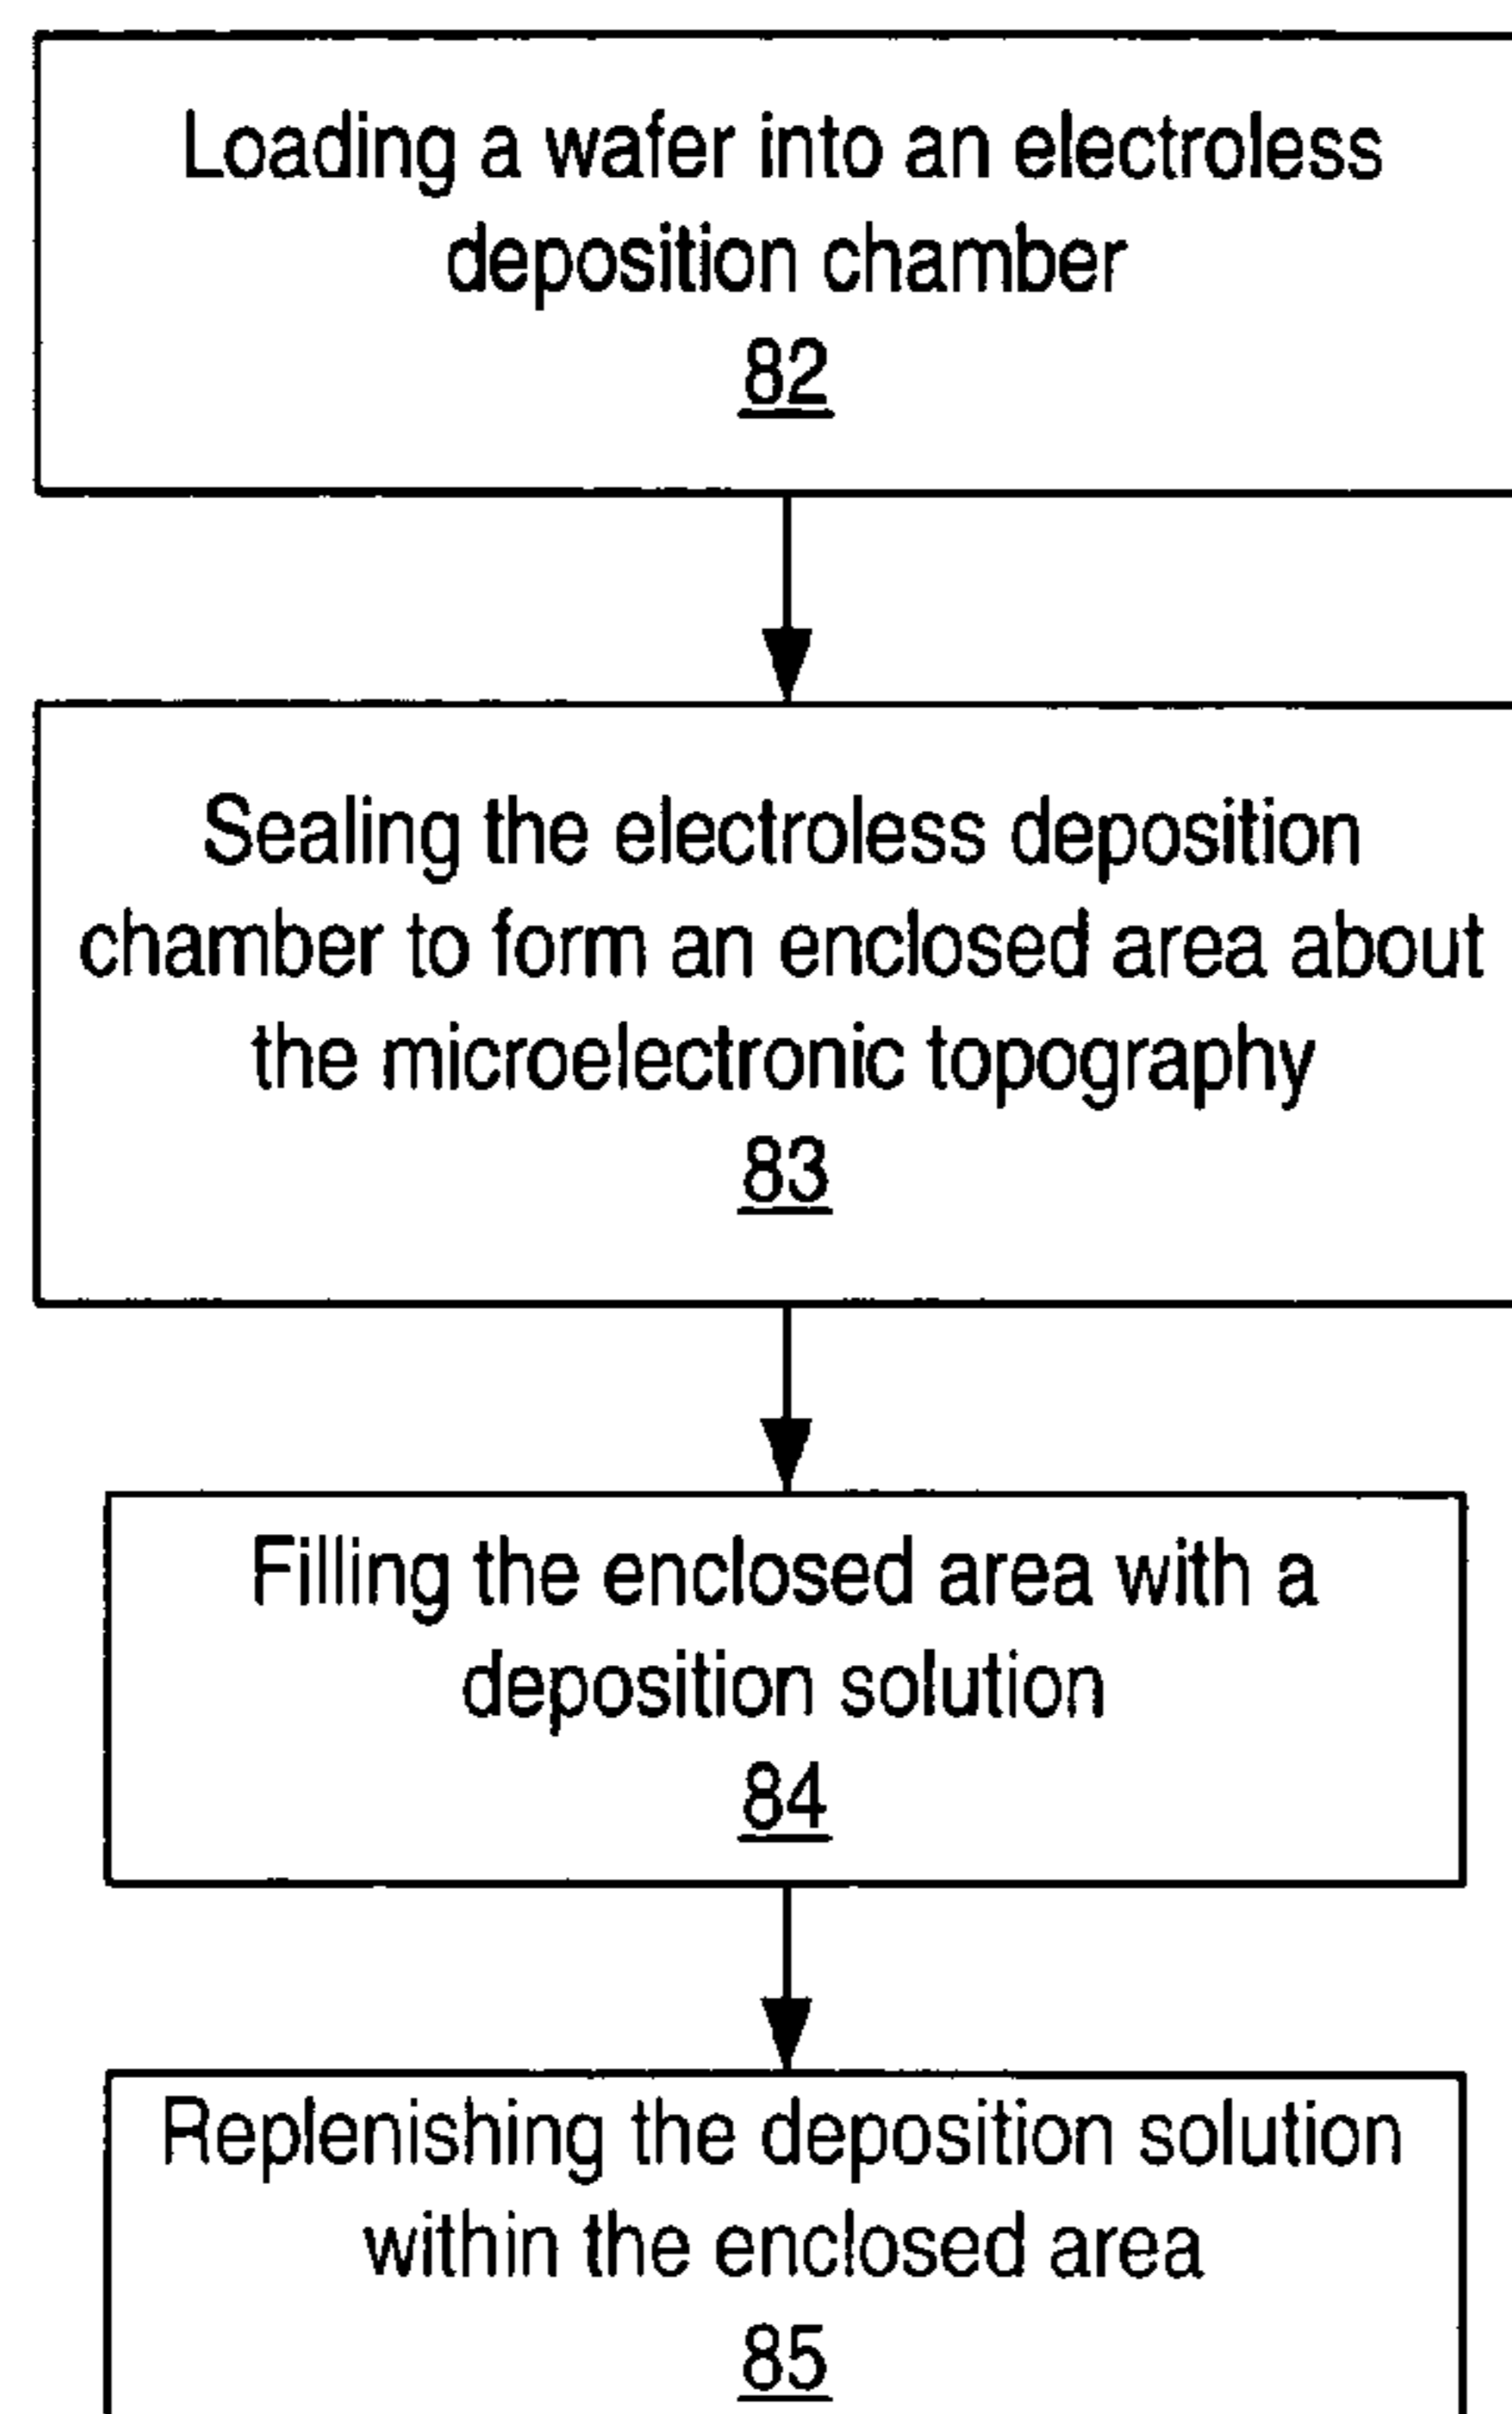 Loading a wafer into an electroless
deposition chamber
82
Sealing the electroless deposition
chamber to form an enclosed area about
the microelectronic topography
83
Filling the enclosed area with a
deposition solution
84
Replenishing the deposition solution
within the enclosed area
85